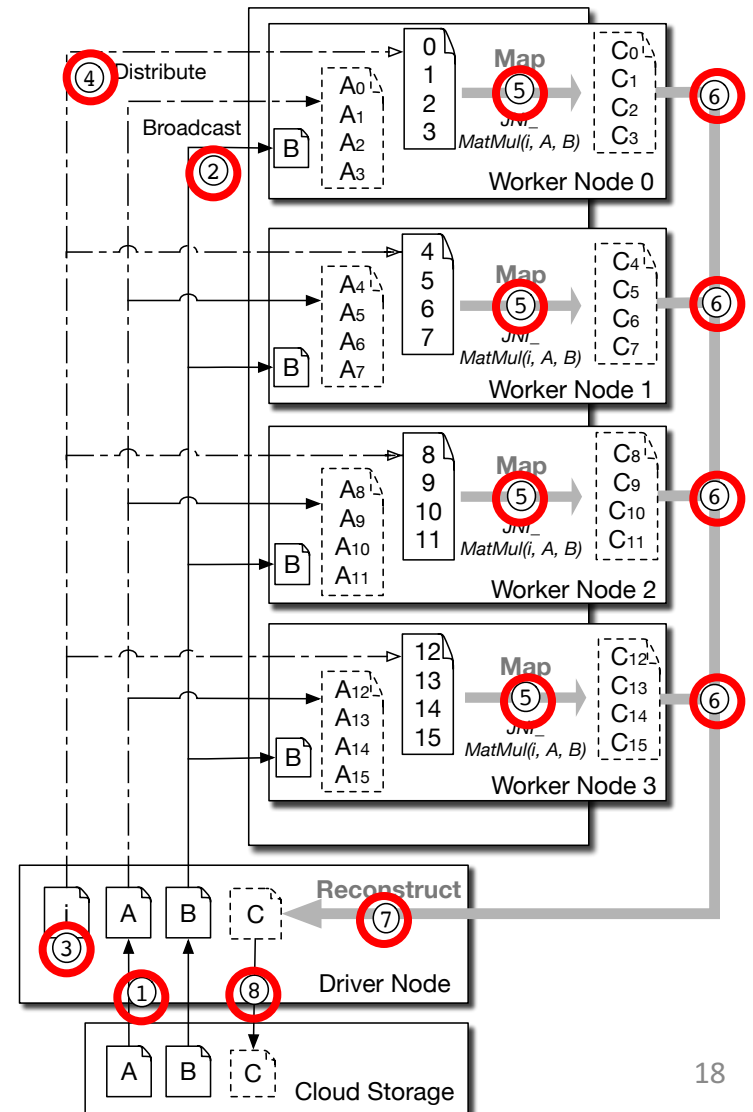 ④ Distribute
Broadcast
②
B
A0
A1
A2
A3
0
1
2
3
Map
⑤
JNI_
MatMul(i, A, B)
C0
C1
C2
C3
⑥
Worker Node 0
B
A4
A5
A6
A7
4
5
6
7
Map
⑤
JNI_
MatMul(i, A, B)
C4
C5
C6
C7
⑥
Worker Node 1
B
A8
A9
A10
A11
8
9
10
11
Map
⑤
JNI_
MatMul(i, A, B)
C8
C9
C10
C11
⑥
Worker Node 2
B
A12
A13
A14
A15
12
13
14
15
Map
⑤
JNI_
MatMul(i, A, B)
C12
C13
C14
C15
⑥
Worker Node 3
i
③
A
B
C
Reconstruct
⑦
①
⑧
Driver Node
A
B
C
Cloud Storage
18